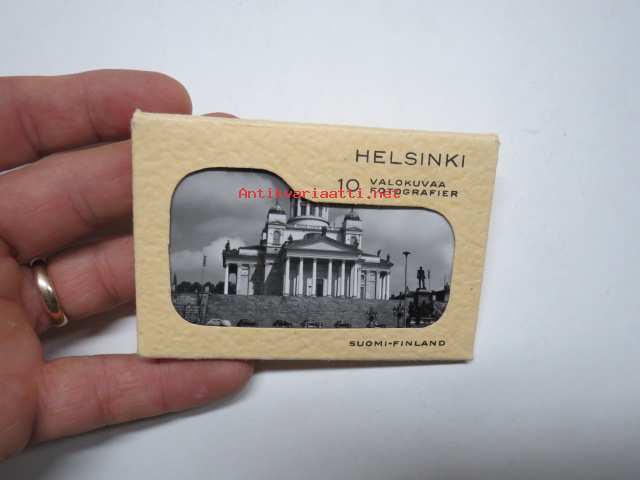 HELSINKI
10 VALOKUVAA
FOTOGRAFIER
Antikvariaatti.net
SUOMI-FINLAND